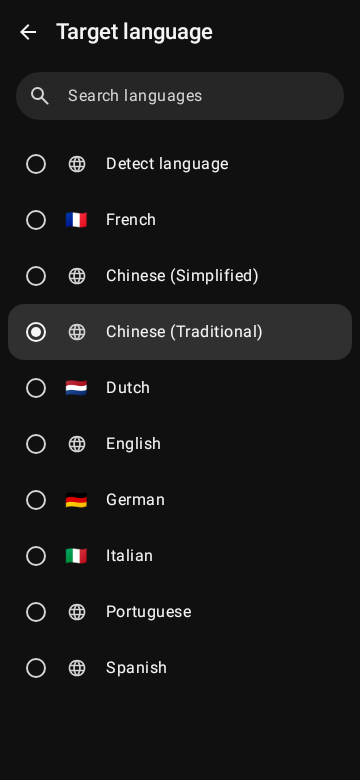 Target language
Search languages
Detect language
French
Chinese (Simplified)
Chinese (Traditional)
Dutch
English
German
Italian
Portuguese
Spanish